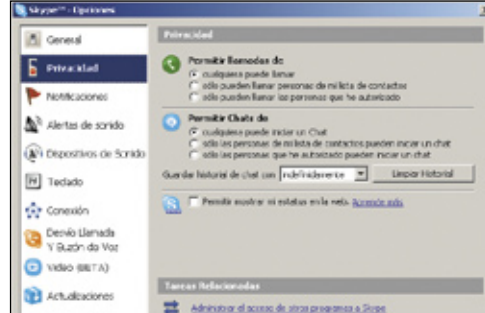 Skype™ - Opciones
General
Privacidad
Notificaciones
Alertas de sonido
Dispositivos de Sonido
Teclado
Conexión
Desvío Llamada
Y Buzón de Voz
Video (BETA)
Actualizaciones
Privacidad
Permitir llamadas de
cualquiera puede llamar
sólo pueden llamar personas de mi lista de contactos
sólo pueden llamar las personas que he autorizado
Permitir Chats de
cualquiera puede iniciar un Chat
sólo las personas de mi lista de contactos pueden iniciar un chat
sólo las personas que he autorizado pueden iniciar un chat
Guardar historial de chat con indefinidamente Limpiar Historial
Permitir mostrar mi estatus en la web. Aprende más
Tareas Relacionadas
Administrar el acceso de otros programas a Skype